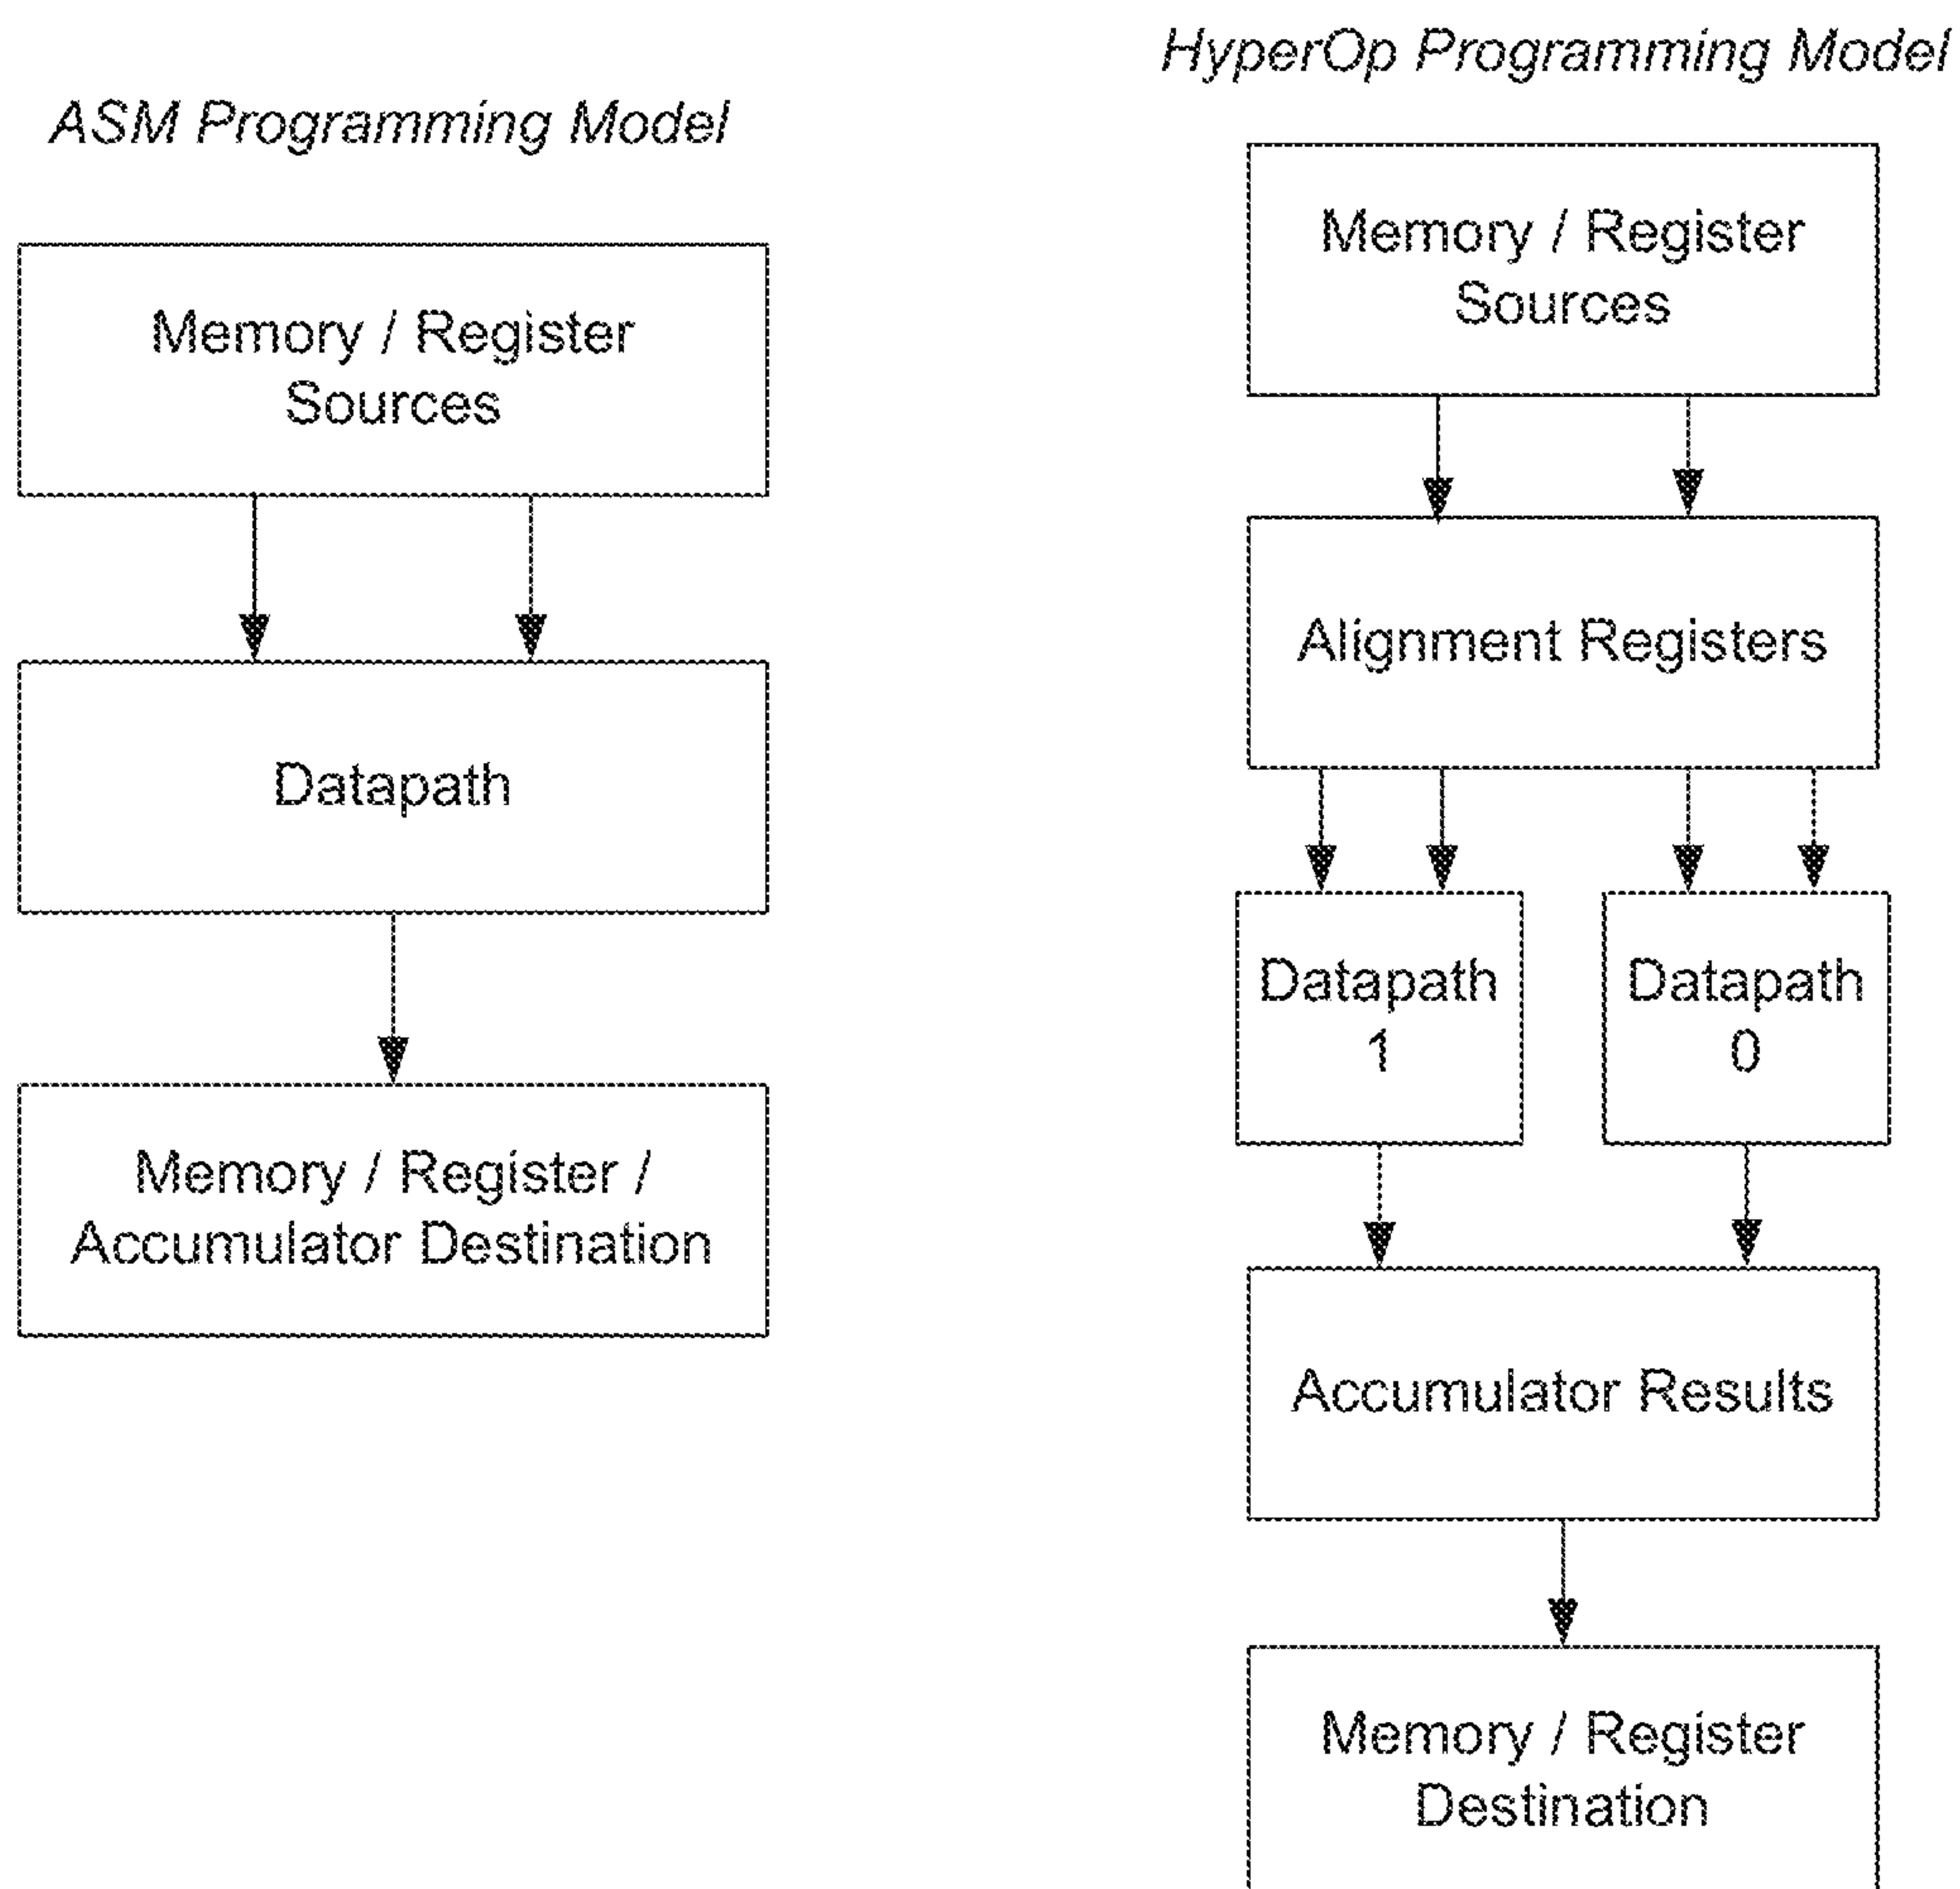 ASM Programming Model
Memory / Register
Sources
Datapath
Memory / Register /
Accumulator Destination
HyperOp Programming Model
Memory / Register
Sources
Alignment Registers
Datapath
1
Datapath
0
Accumulator Results
Memory / Register
Destination